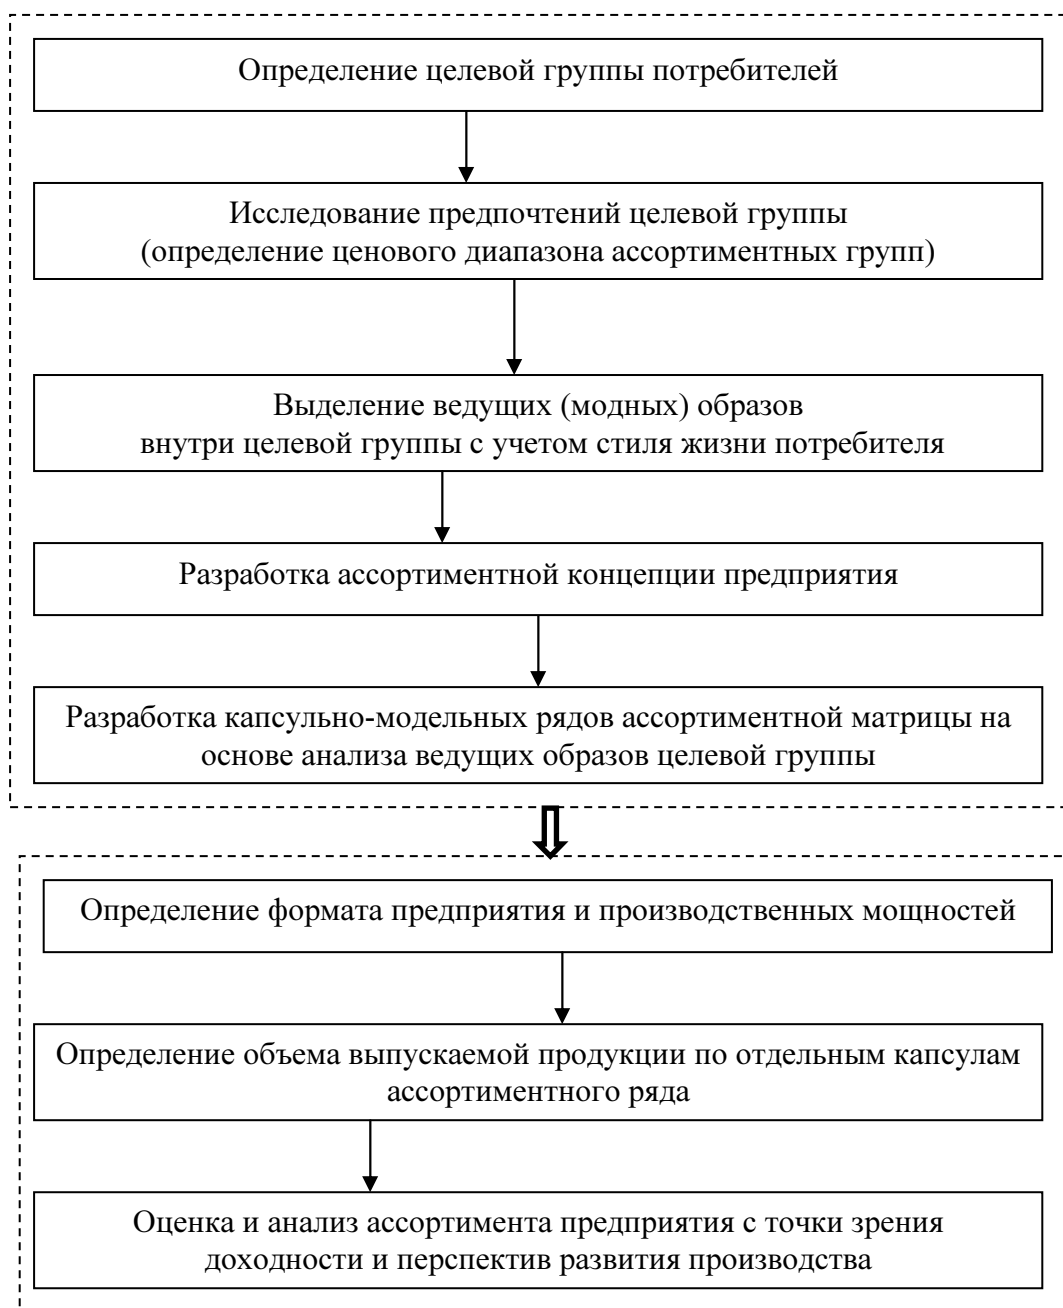 Определение целевой группы потребителей
Исследование предпочтений целевой группы
(определение ценового диапазона ассортиментных групп)
Выделение ведущих (модных) образов
внутри целевой группы с учетом стиля жизни потребителя
Разработка ассортиментной концепции предприятия
Разработка капсульно-модельных рядов ассортиментной матрицы на
основе анализа ведущих образов целевой группы
Определение формата предприятия и производственных мощностей
Определение объема выпускаемой продукции по отдельным капсулам
ассортиментного ряда
Оценка и анализ ассортимента предприятия с точки зрения
доходности и перспектив развития производства